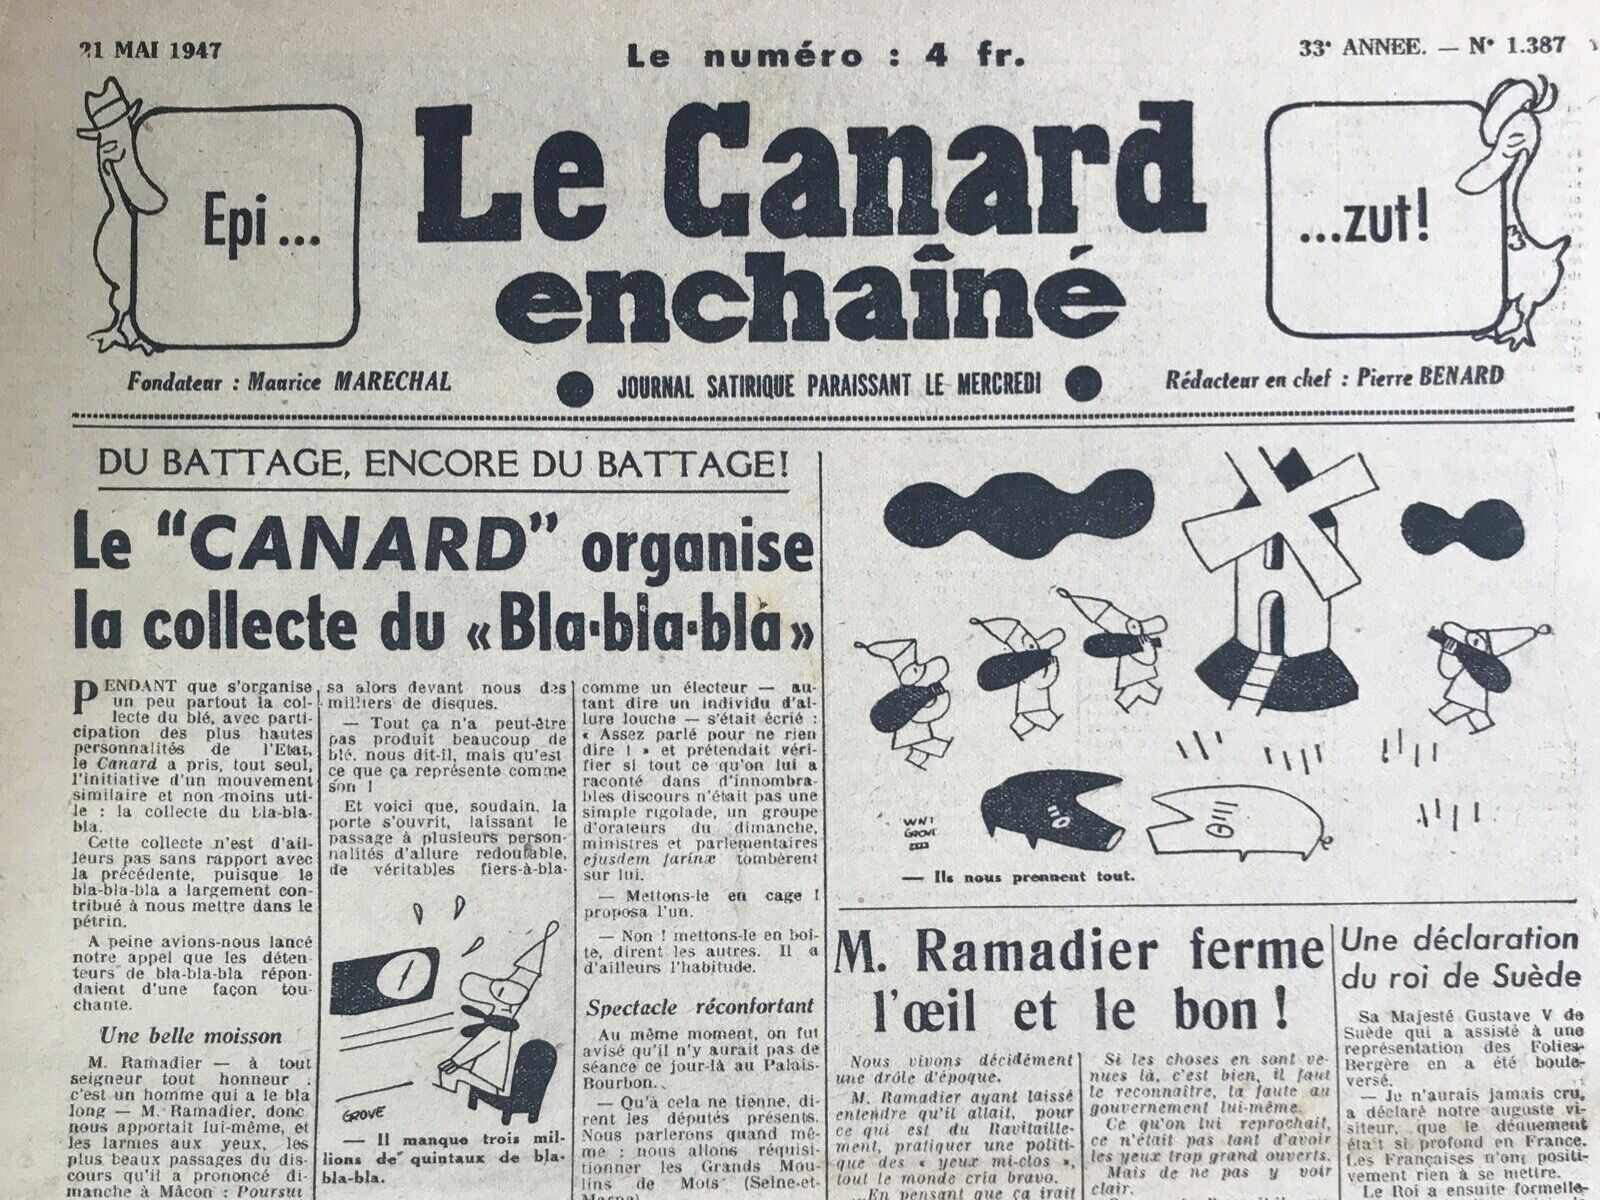 21 MAI 1947
Le numéro : 4 fr.
33e ANNEE. — N° 1.387
Epi...
Le Canard
enchaîné
...zut!
Fondateur : Maurice MARECHAL
JOURNAL SATIRIQUE PARAISSANT LE MERCREDI
Rédacteur en chef : Pierre BENARD
DU BATTAGE, ENCORE DU BATTAGE!
Le “CANARD” organise
la collecte du « Bla-bla-bla »
PENDANT que s'organise
un peu partout la col-
lecte du blé, avec parti-
cipation des plus hautes
personnalités de l'Etat,
le Canard a pris, tout seul,
l'initiative d'un mouvement
similaire et non moins uti-
le : la collecte du bla-bla-
bla.
Cette collecte n'est d'ail-
leurs pas sans rapport avec
la précédente, puisque le
bla-bla-bla a largement con-
tribué à nous mettre dans le
pétrin.
A peine avions-nous lancé
notre appel que les déten-
teurs de bla-bla-bla répon-
daient d'une façon tou-
chante.
Une belle moisson
M. Ramadier — à tout
seigneur tout honneur :
c'est un homme qui a le bla
long — M. Ramadier, donc
nous apportait lui-même, et
les larmes aux yeux, les
plus beaux passages du dis-
cours qu'il a prononcé di-
manche à Mâcon : Poursui
sa alors devant nous des
milliers de disques.
— Tout ça n'a peut-être
pas produit beaucoup de
blé, nous dit-il, mais qu'est
ce que ça représente comme
son !
Et voici que, soudain, la
porte s'ouvrit, laissant le
passage à plusieurs person-
nalités d'allure redoutable,
de véritables fiers-à-bla-
GROVE
— Il manque trois mil-
lions de quintaux de bla-
bla-bla.
comme un électeur — au-
tant dire un individu d'al-
lure louche — s'était écrié :
« Assez parlé pour ne rien
dire ! » et prétendait véri-
fier si tout ce qu'on lui a
raconté dans d'innombra-
bles discours n'était pas une
simple rigolade, un groupe
d'orateurs du dimanche,
ministres et parlementaires
ejusdem farinæ tombèrent
sur lui.
— Mettons-le en cage !
proposa l'un.
— Non ! mettons-le en boî-
te, dirent les autres. Il a
d'ailleurs l'habitude.
Spectacle réconfortant
Au même moment, on fut
avisé qu'il n'y aurait pas de
séance ce jour-là au Palais-
Bourbon.
— Qu'à cela ne tienne, di-
rent les députés présents.
Nous parlerons quand mê-
me : nous allons réquisi-
tionner les Grands Mou-
lins de Mots (Seine-et-
GROVE
— Ils nous prennent tout.
M. Ramadier ferme
l'œil et le bon !
Nous vivons décidément
une drôle d'époque.
M. Ramadier ayant laissé
entendre qu'il allait, pour
ce qui est du Ravitaille-
ment, pratiquer une politi-
que des « yeux mi-clos »,
tout le monde cria bravo.
En pensant que ça irait
Si les choses en sont ve-
nues là, c'est bien, il faut
le reconnaître, la faute au
gouvernement lui-même.
Ce qu'on lui reprochait,
ce n'était pas tant d'avoir
les yeux trop grand ouverts.
Mais de ne pas y voir
clair.
Une déclaration
du roi de Suède
Sa Majesté Gustave V de
Suède qui a assisté à une
représentation des Folies-
Bergère en a été boule-
versé.
— Je n'aurais jamais cru,
a déclaré notre auguste vi-
siteur, que le dénuement
était si profond en France.
Les Françaises n'ont positi-
vement rien à se mettre.
Le Roi a ensuite formelle-